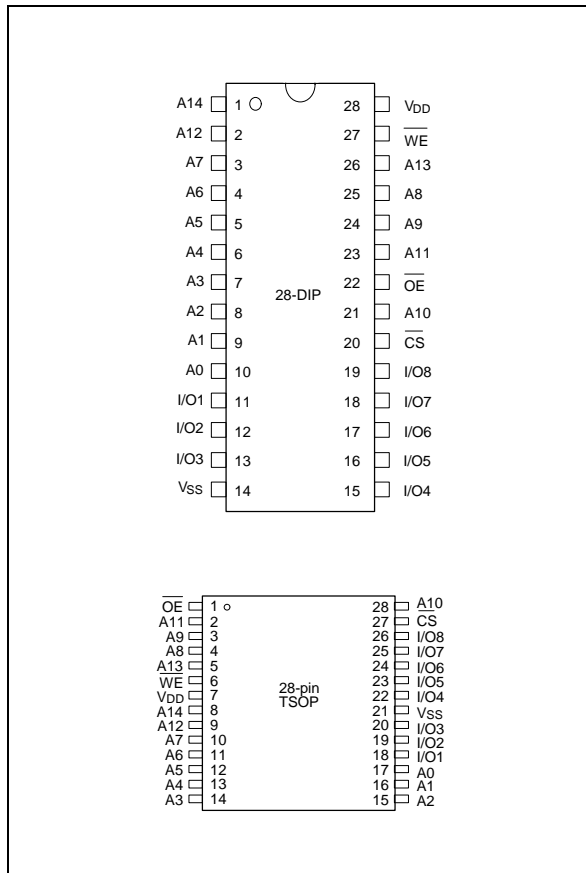 A14 1 28 VDD
A12 2 27 WE
A7 3 26 A13
A6 4 25 A8
A5 5 24 A9
A4 6 23 A11
A3 7 22 OE
28-DIP
A2 8 21 A10
A1 9 20 CS
A0 10 19 I/O8
I/O1 11 18 I/O7
I/O2 12 17 I/O6
I/O3 13 16 I/O5
VSS 14 15 I/O4
OE 1 28 A10
A11 2 27 CS
A9 3 26 I/O8
A8 4 25 I/O7
A13 5 24 I/O6
WE 6 23 I/O5
28-pin
VDD 7 22 I/O4
TSOP
A14 8 21 VSS
A12 9 20 I/O3
A7 10 19 I/O2
A6 11 18 I/O1
A5 12 17 A0
A4 13 16 A1
A3 14 15 A2